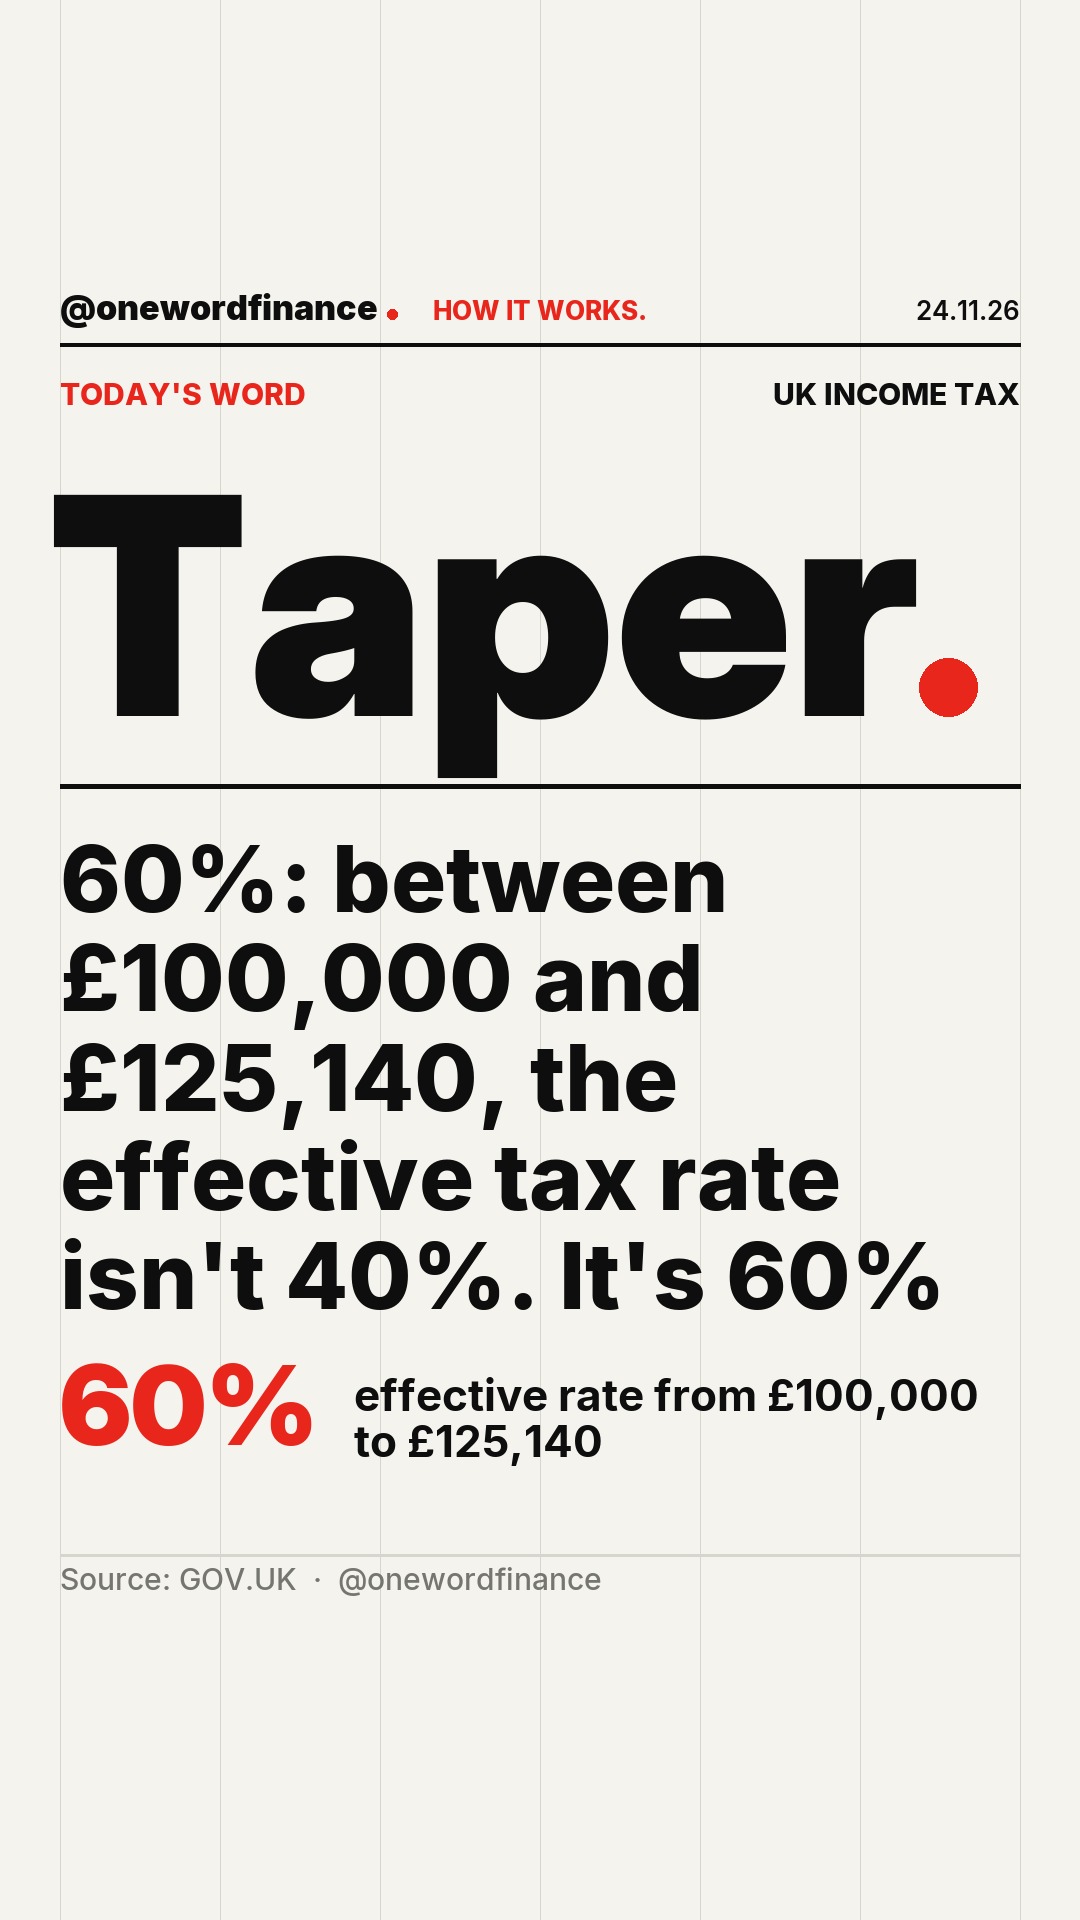 @onewordfinance. HOW IT WORKS. 24.11.26
TODAY'S WORD UK INCOME TAX
Taper.
60%: between
£100,000 and
£125,140, the
effective tax rate
isn't 40%. It's 60%
60% effective rate from £100,000
to £125,140
Source: GOV.UK · @onewordfinance